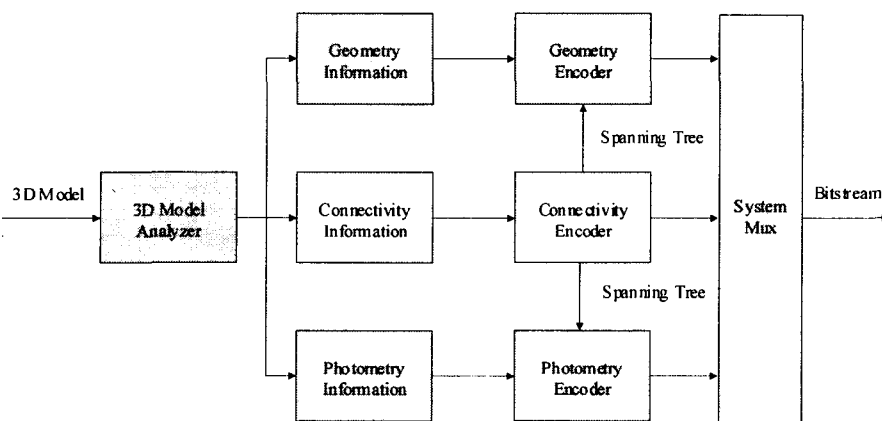 Geometry
Information
Geometry
Encoder
Spanning Tree
3D Model
3D Model
Analyzer
Connectivity
Information
Connectivity
Encoder
System
Mux
Bitstream
Spanning Tree
Photometry
Information
Photometry
Encoder